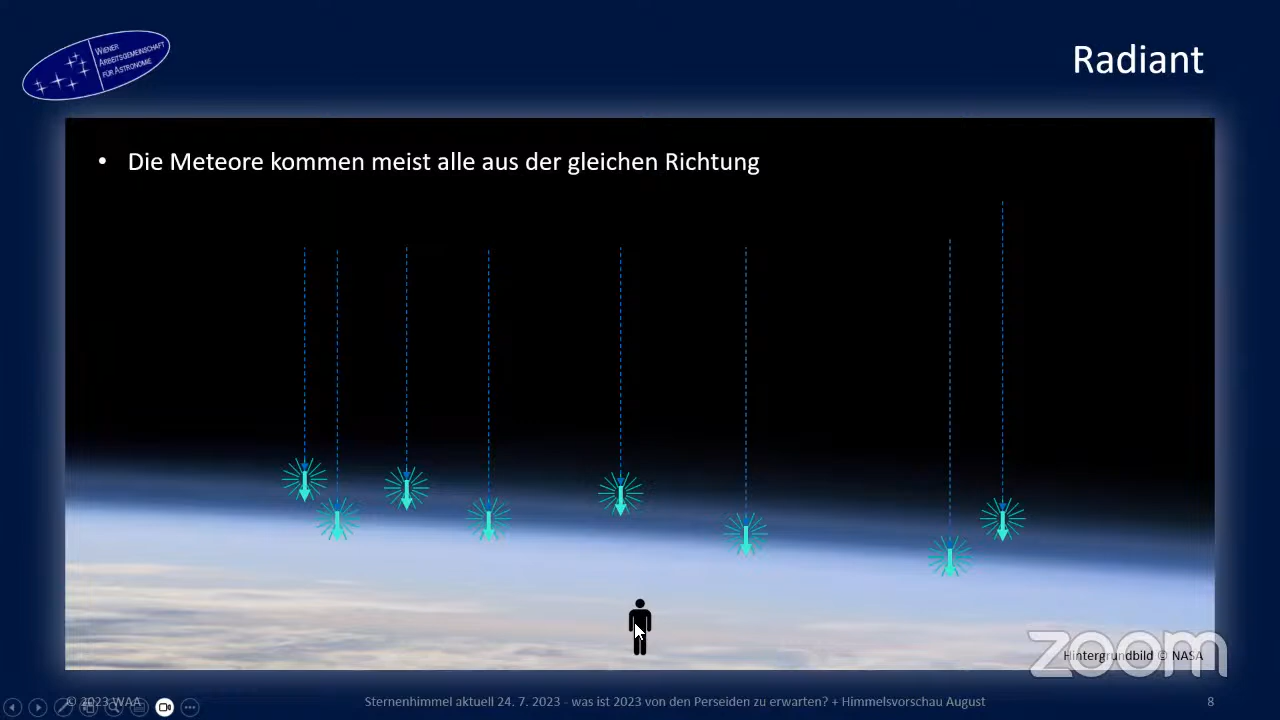 WIENER
ARBEITSGEMEINSCHAFT
FÜR ASTRONOMIE
Radiant
• Die Meteore kommen meist alle aus der gleichen Richtung
zoom
Hintergrundbild © NASA
© 2023 WAA
Sternenhimmel aktuell 24. 7. 2023 - was ist 2023 von den Perseiden zu erwarten? + Himmelsvorschau August
8